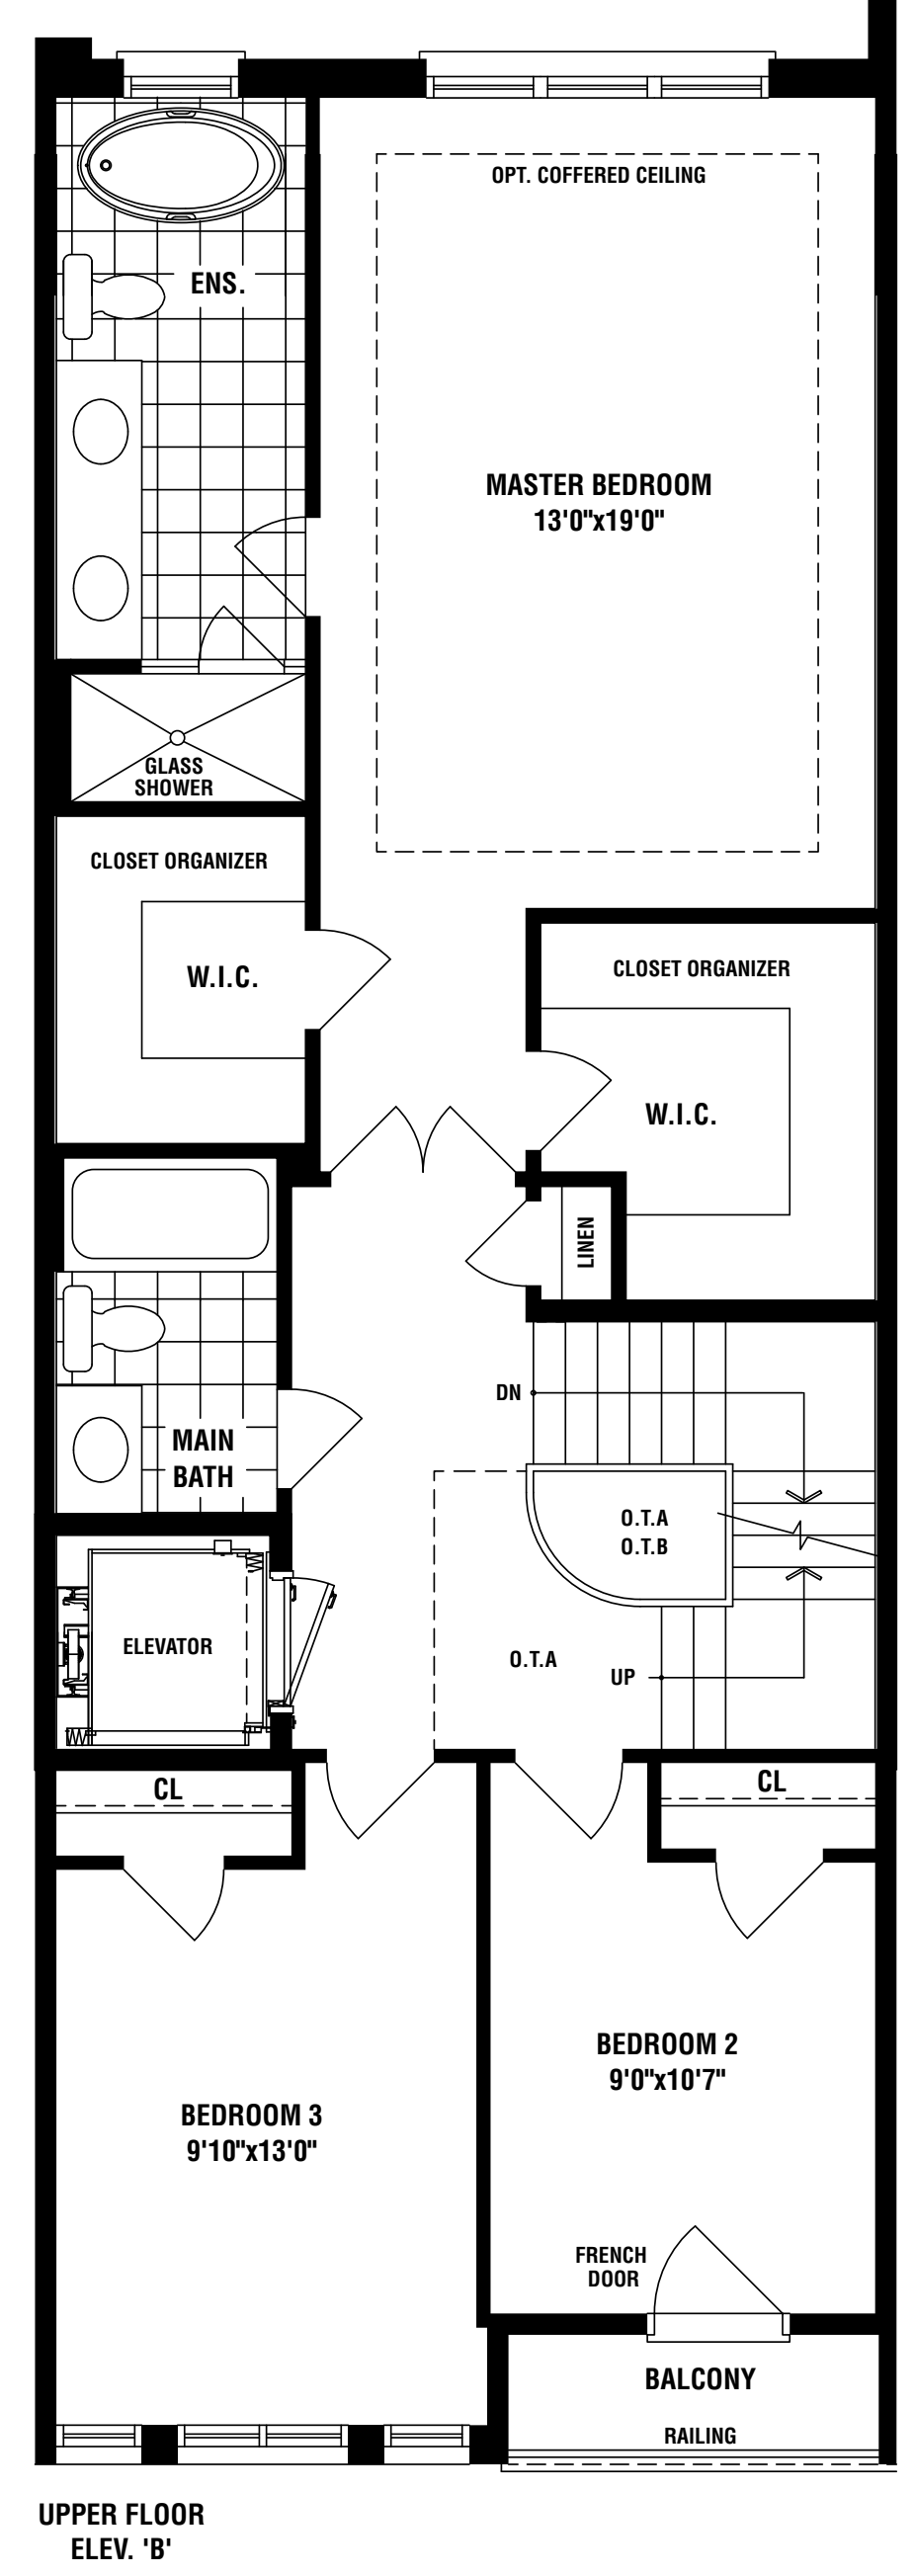 OPT. COFFERED CEILING
ENS.
MASTER BEDROOM
13'0"x19'0"
GLASS
SHOWER
CLOSET ORGANIZER
W.I.C.
CLOSET ORGANIZER
W.I.C.
LINEN
DN
MAIN
BATH
O.T.A
O.T.B
ELEVATOR
O.T.A
UP
CL
CL
BEDROOM 2
9'0"x10'7"
BEDROOM 3
9'10"x13'0"
FRENCH
DOOR
BALCONY
RAILING
UPPER FLOOR
ELEV. 'B'